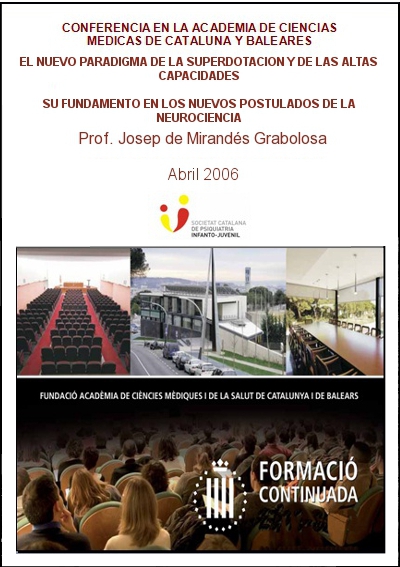 CONFERENCIA EN LA ACADEMIA DE CIENCIAS
MEDICAS DE CATALUNA Y BALEARES
EL NUEVO PARADIGMA DE LA SUPERDOTACION Y DE LAS ALTAS
CAPACIDADES
SU FUNDAMENTO EN LOS NUEVOS POSTULADOS DE LA
NEUROCIENCIA
Prof. Josep de Mirandés Grabolosa
Abril 2006
SOCIETAT CATALANA
DE PSIQUIATRIA
INFANTO-JUVENIL
FUNDACIÓ ACADÈMIA DE CIÈNCIES MÈDIQUES I DE LA SALUT DE CATALUNYA I DE BALEARS
FORMACIÓ
CONTINUADA